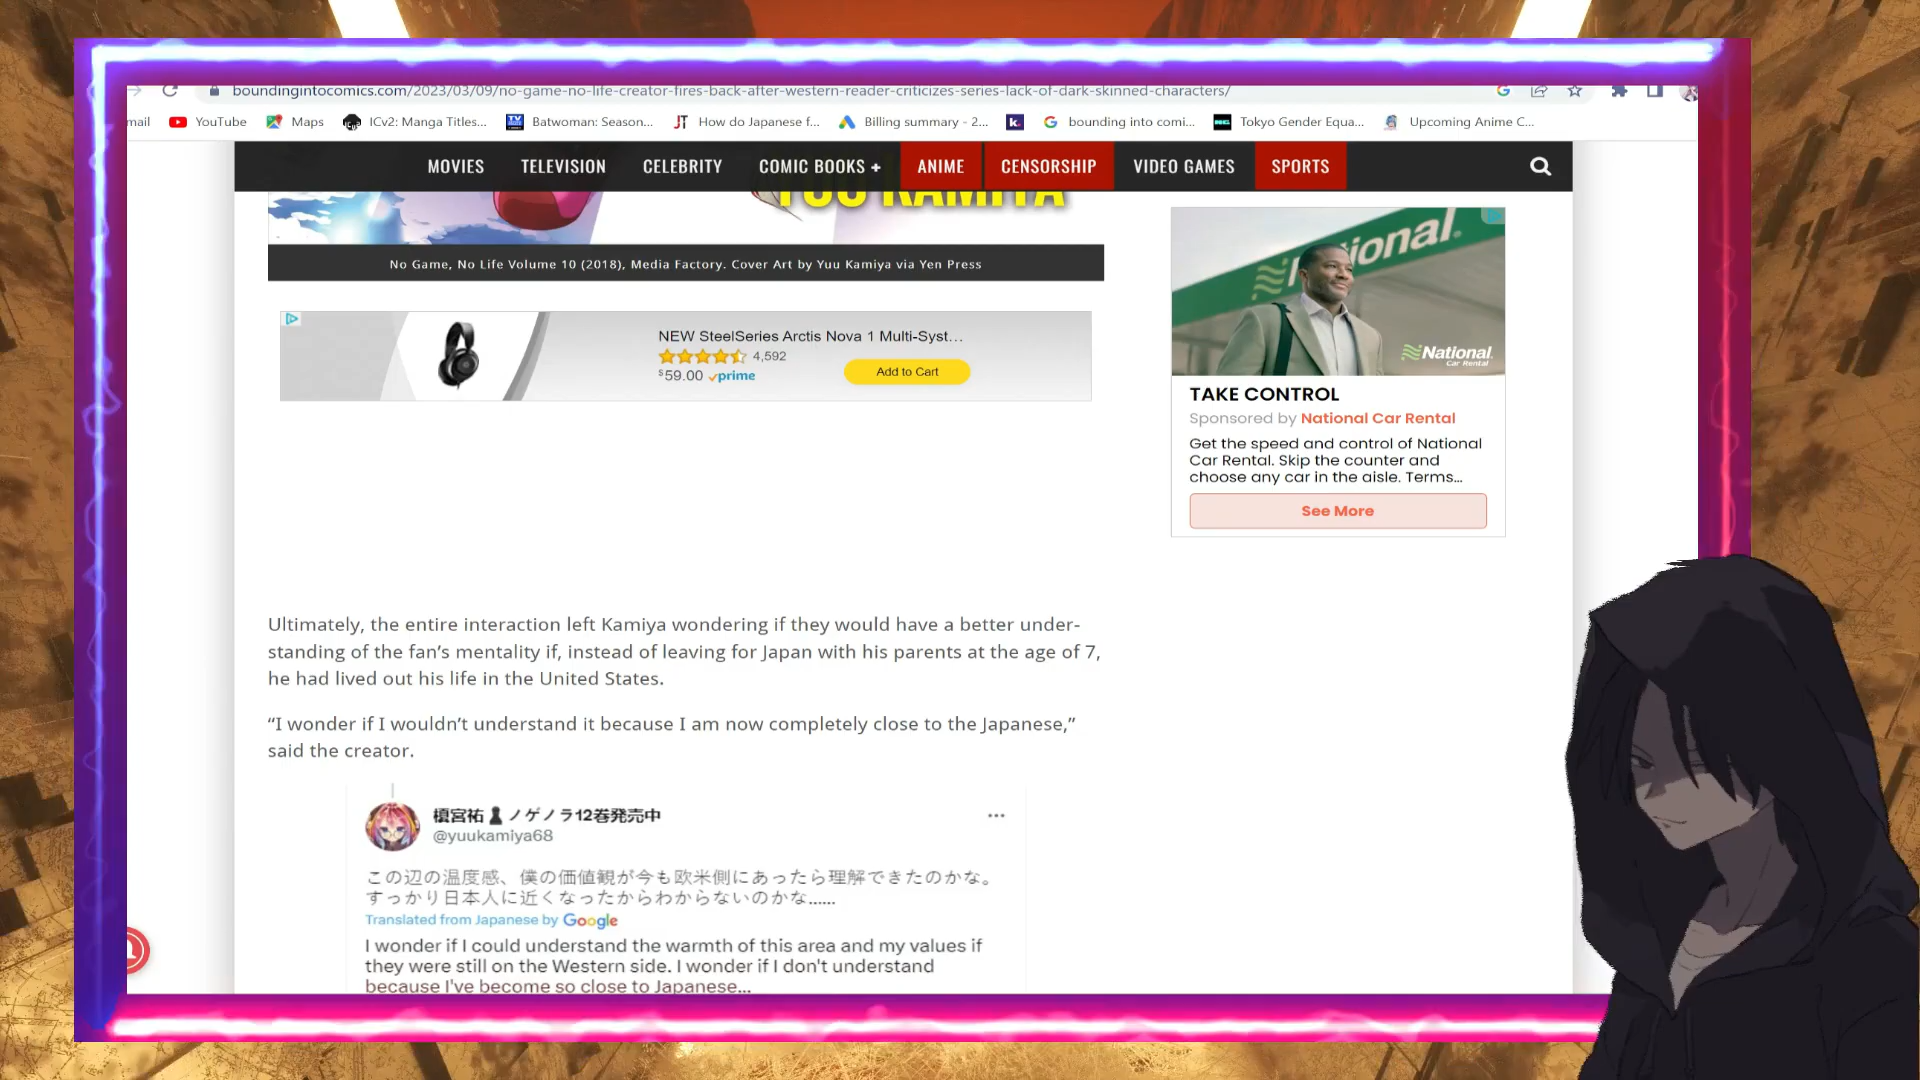 boundingintocomics.com/2023/03/09/no-game-no-life-creator-fires-back-after-western-reader-criticizes-series-lack-of-dark-skinned-characters/
mail YouTube Maps ICv2: Manga Titles... Batwoman: Season... How do Japanese f... Billing summary - 2... bounding into comi... Tokyo Gender Equa... Upcoming Anime C...
MOVIES TELEVISION CELEBRITY COMIC BOOKS + ANIME CENSORSHIP VIDEO GAMES SPORTS
YUU KAMIYA
No Game, No Life Volume 10 (2018), Media Factory. Cover Art by Yuu Kamiya via Yen Press
NEW SteelSeries Arctis Nova 1 Multi-Syst...
4,592
$59.00 prime
Add to Cart
National
National
Car Rental
TAKE CONTROL
Sponsored by National Car Rental
Get the speed and control of National
Car Rental. Skip the counter and
choose any car in the aisle. Terms...
See More
Ultimately, the entire interaction left Kamiya wondering if they would have a better under-
standing of the fan's mentality if, instead of leaving for Japan with his parents at the age of 7,
he had lived out his life in the United States.
“I wonder if I wouldn't understand it because I am now completely close to the Japanese,”
said the creator.
榎宮祐♟ノゲノラ12巻発売中
@yuukamiya68
この辺の温度感、僕の価値観が今も欧米側にあったら理解できたのかな。
すっかり日本人に近くなったからわからないのかな......
Translated from Japanese by Google
I wonder if I could understand the warmth of this area and my values if
they were still on the Western side. I wonder if I don't understand
because I've become so close to Japanese...